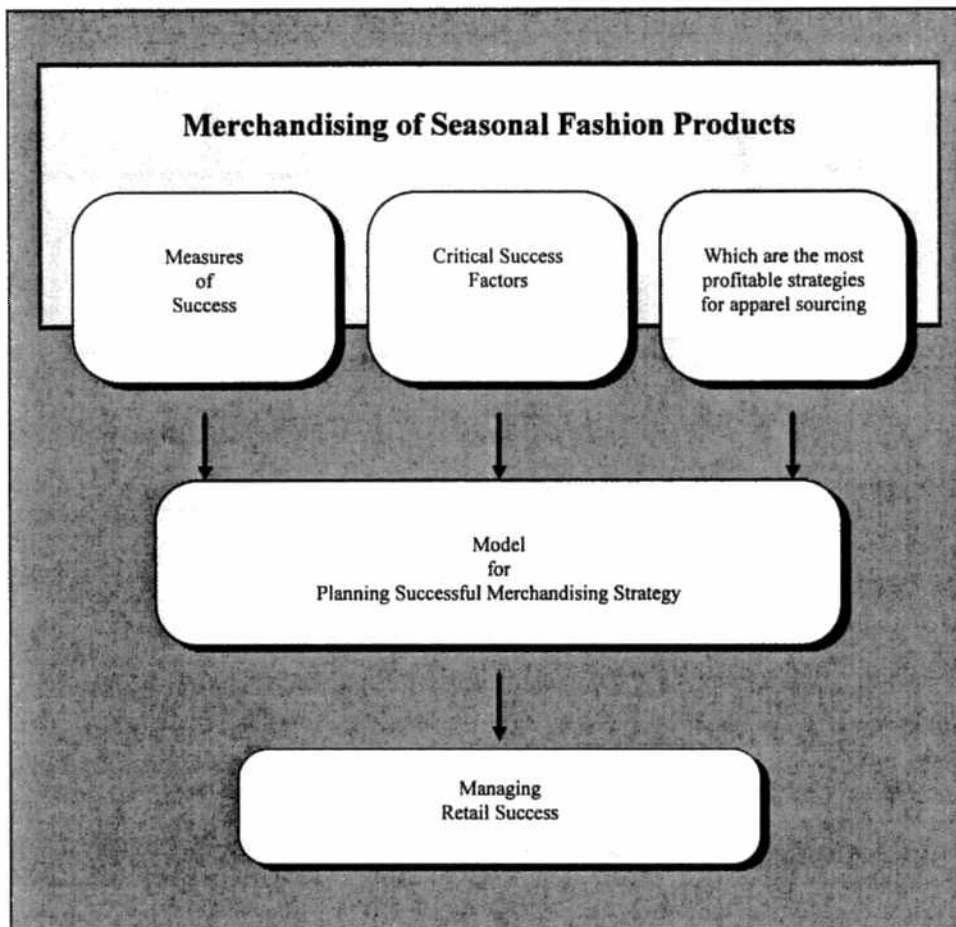 Merchandising of Seasonal Fashion Products
Measures
of
Success
Critical Success
Factors
Which are the most
profitable strategies
for apparel sourcing
Model
for
Planning Successful Merchandising Strategy
Managing
Retail Success